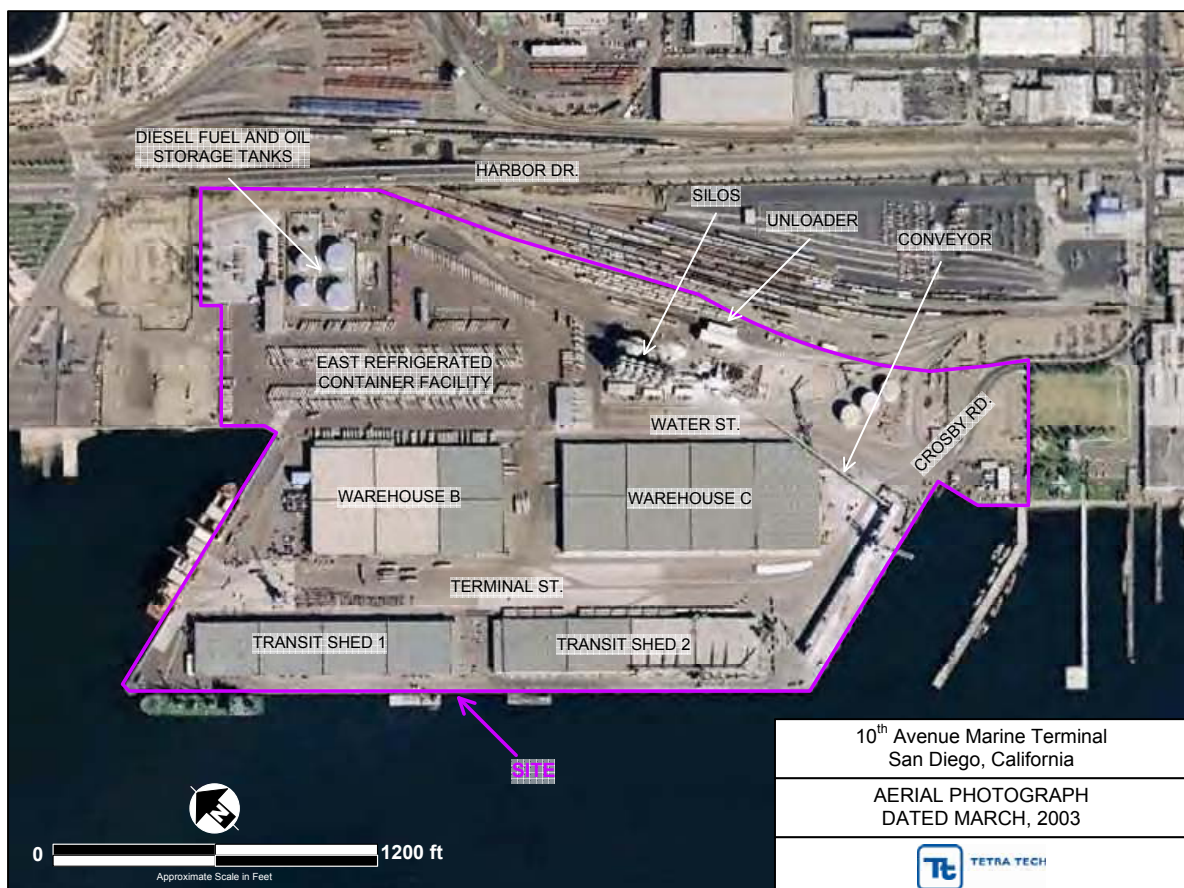 DIESEL FUEL AND OIL
STORAGE TANKS
HARBOR DR.
SILOS
UNLOADER
CONVEYOR
EAST REFRIGERATED
CONTAINER FACILITY
WATER ST.
CROSBY RD.
WAREHOUSE B
WAREHOUSE C
TERMINAL ST.
TRANSIT SHED 1
TRANSIT SHED 2
SITE
N
0
1200 ft
Approximate Scale in Feet
10th Avenue Marine Terminal
San Diego, California
AERIAL PHOTOGRAPH
DATED MARCH, 2003
Tt TETRA TECH